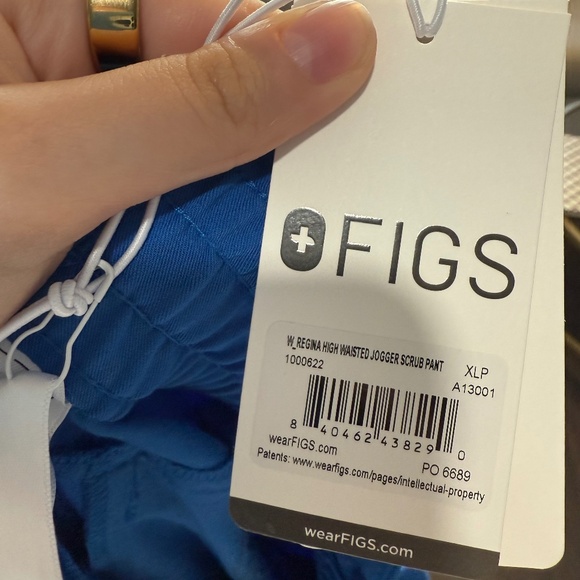 FIGS
W_REGINA HIGH WAISTED JOGGER SCRUB PANT
1000622
XLP
A13001
8 40462 43829 0
wearFIGS.com
PO 6689
Patents: www.wearfigs.com/pages/intellectual-property
wearFIGS.com